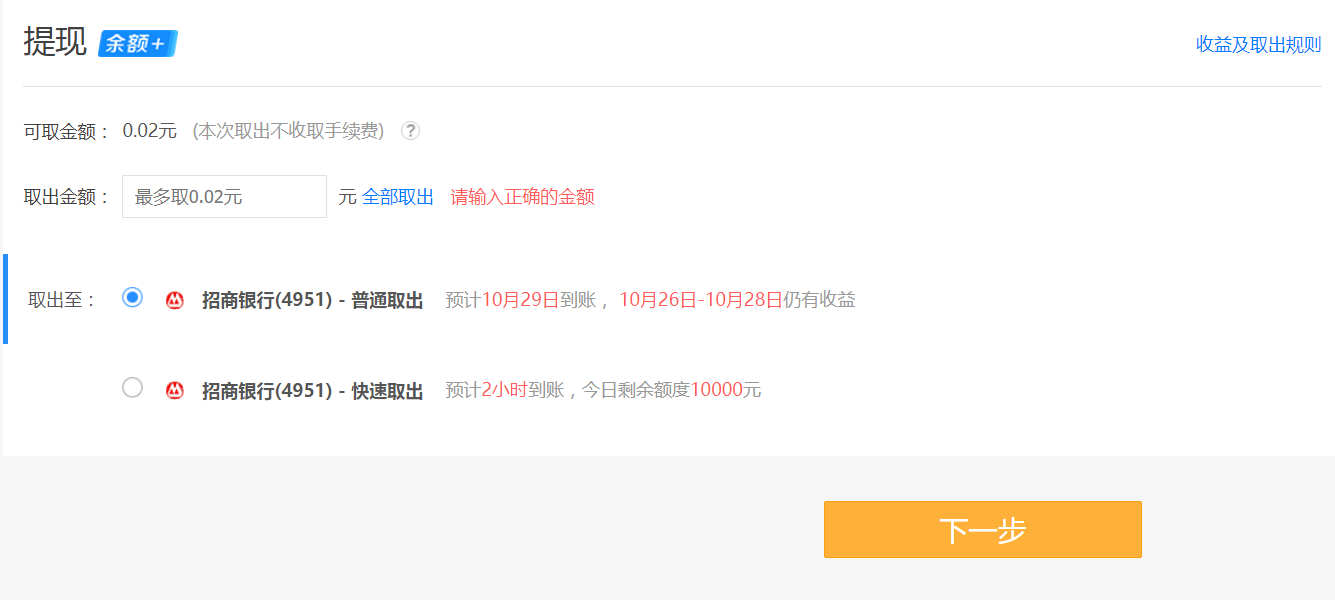 提现 余额+ 收益及取出规则
可取金额： 0.02元 (本次取出不收取手续费) ?
取出金额： 最多取0.02元 元 全部取出 请输入正确的金额
取出至： 招商银行(4951) - 普通取出 预计10月29日到账，10月26日-10月28日仍有收益
招商银行(4951) - 快速取出 预计2小时到账，今日剩余额度10000元
下一步